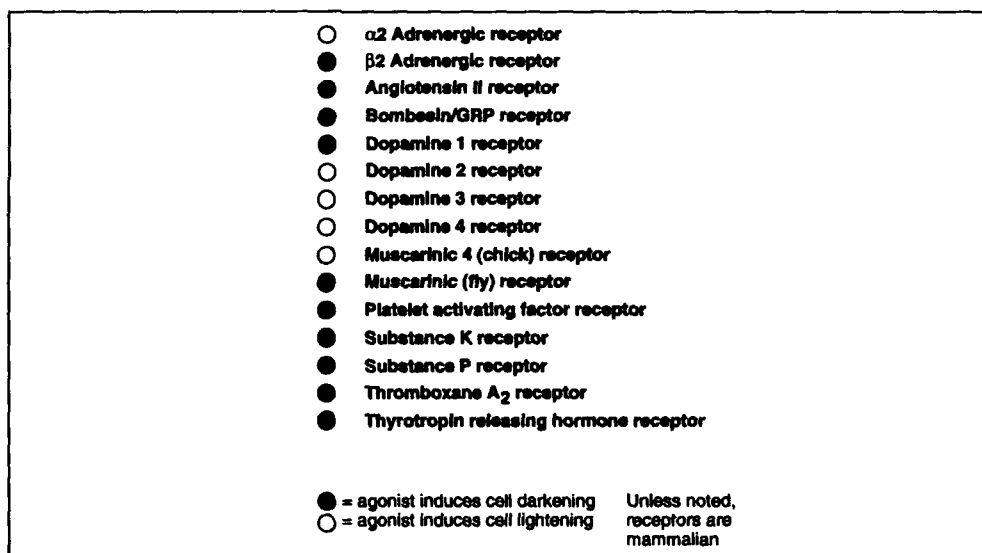 α2 Adrenergic receptor
β2 Adrenergic receptor
Angiotensin II receptor
Bombesin/GRP receptor
Dopamine 1 receptor
Dopamine 2 receptor
Dopamine 3 receptor
Dopamine 4 receptor
Muscarinic 4 (chick) receptor
Muscarinic (fly) receptor
Platelet activating factor receptor
Substance K receptor
Substance P receptor
Thromboxane A2 receptor
Thyrotropin releasing hormone receptor
= agonist induces cell darkening
= agonist induces cell lightening
Unless noted,
receptors are
mammalian